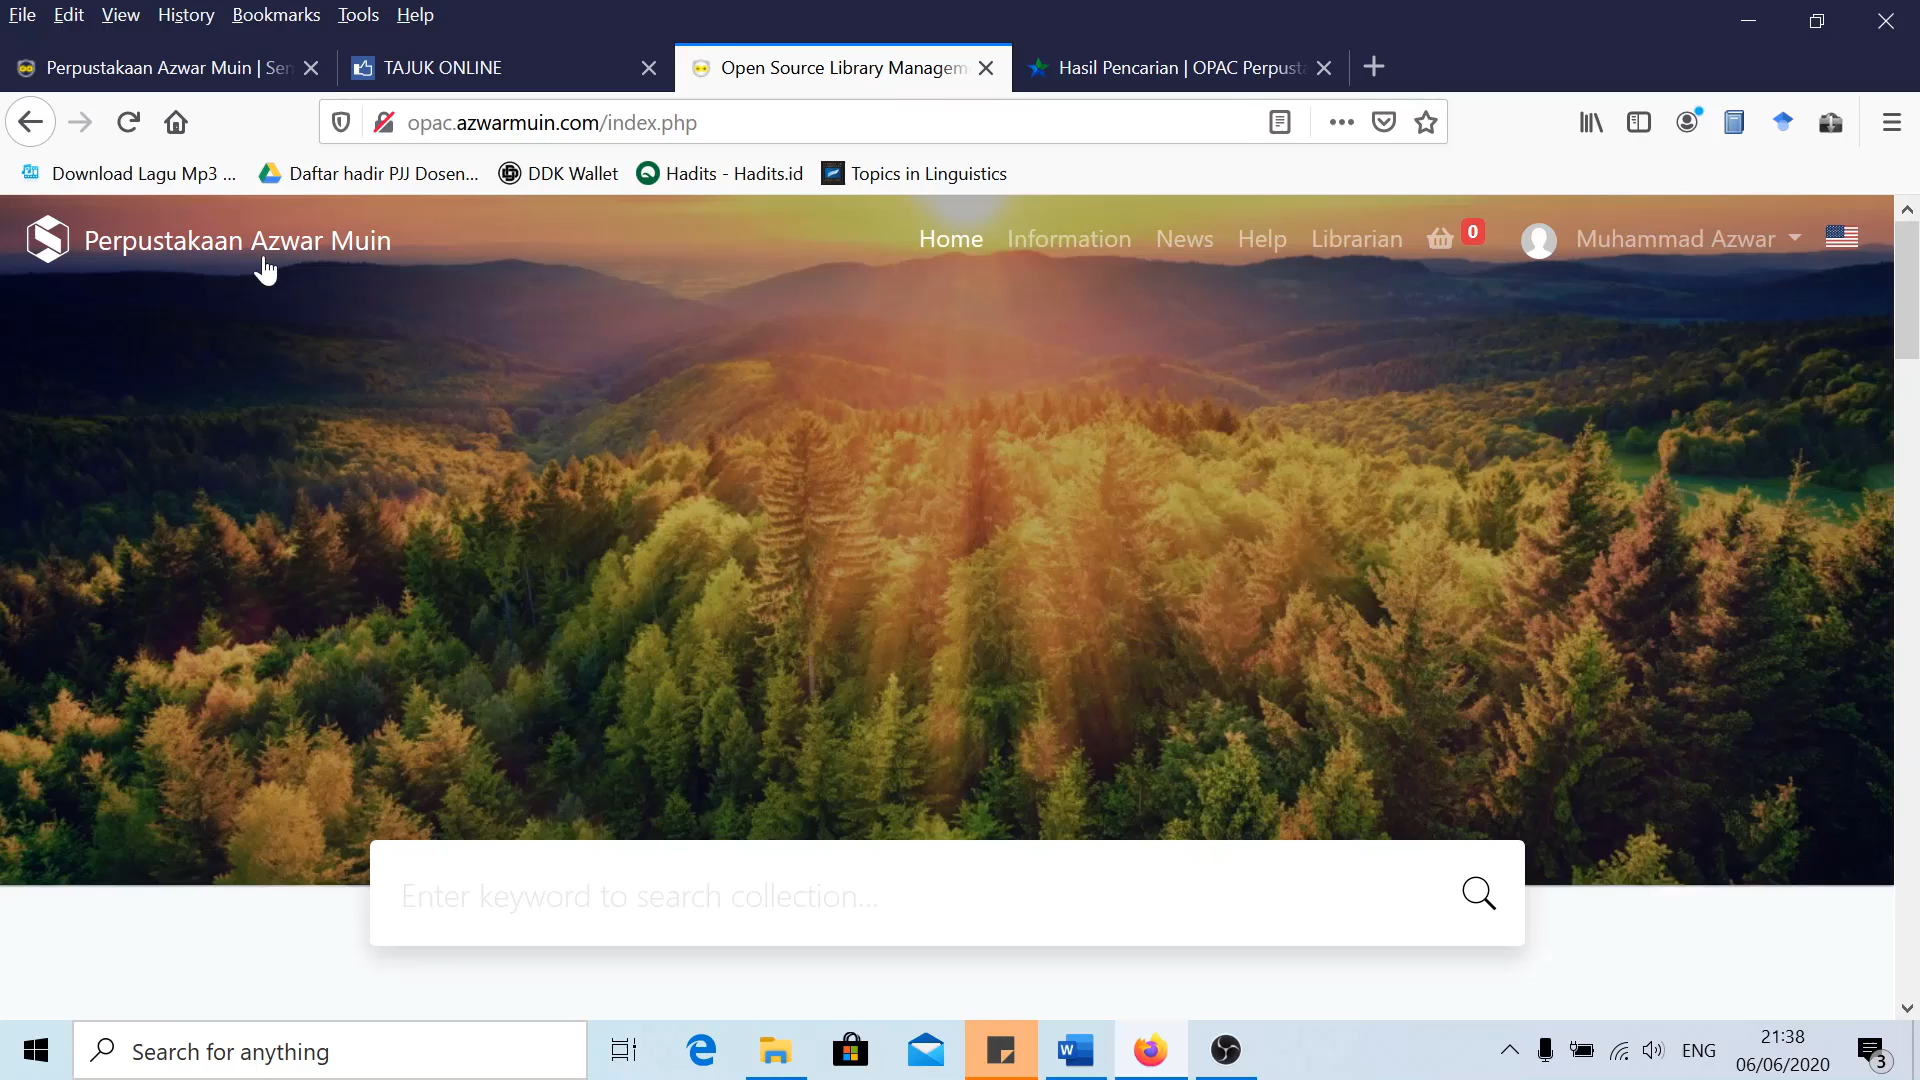 File Edit View History Bookmarks Tools Help
Perpustakaan Azwar Muin | Sen
TAJUK ONLINE
Open Source Library Managem
Hasil Pencarian | OPAC Perpusta
opac.azwarmuin.com/index.php
Download Lagu Mp3 ...
Daftar hadir PJJ Dosen...
DDK Wallet
Hadits - Hadits.id
Topics in Linguistics
Perpustakaan Azwar Muin
Home Information News Help Librarian 0 Muhammad Azwar
Enter keyword to search collection...
Search for anything
ENG
21:38
06/06/2020
3